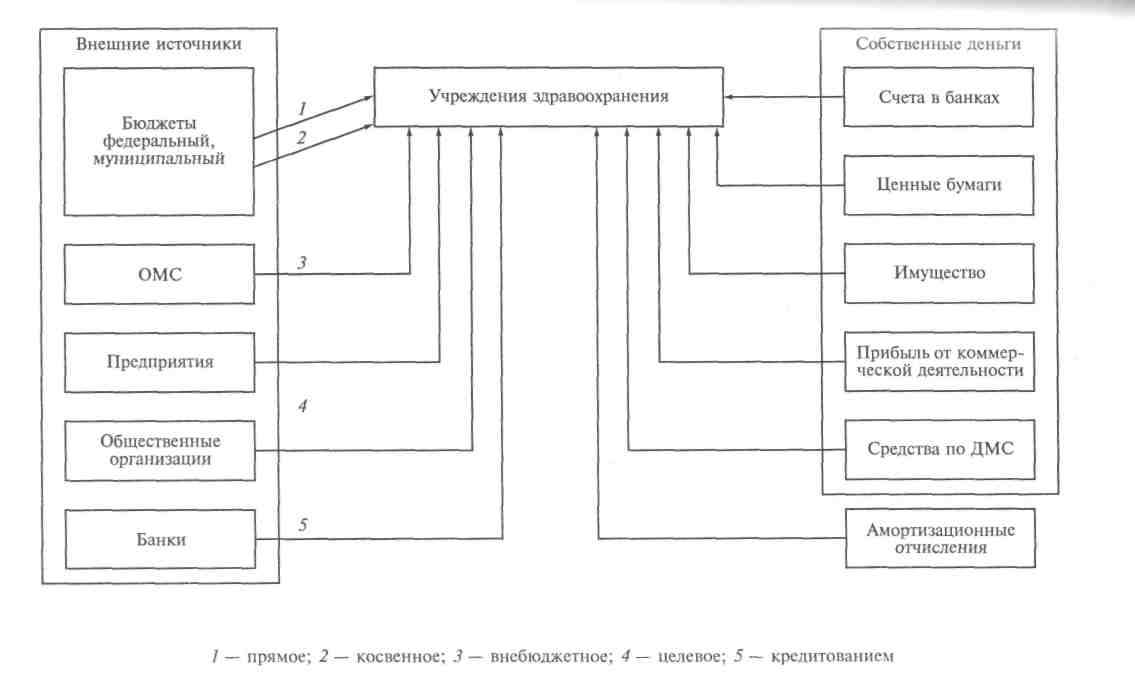 Внешние источники
Бюджеты
федеральный,
муниципальный
ОМС
Предприятия
Общественные
организации
Банки
1
2
3
4
5
Учреждения здравоохранения
Собственные деньги
Счета в банках
Ценные бумаги
Имущество
Прибыль от коммер-
ческой деятельности
Средства по ДМС
Амортизационные
отчисления
1 — прямое; 2 — косвенное; 3 — внебюджетное; 4 — целевое; 5 — кредитованием